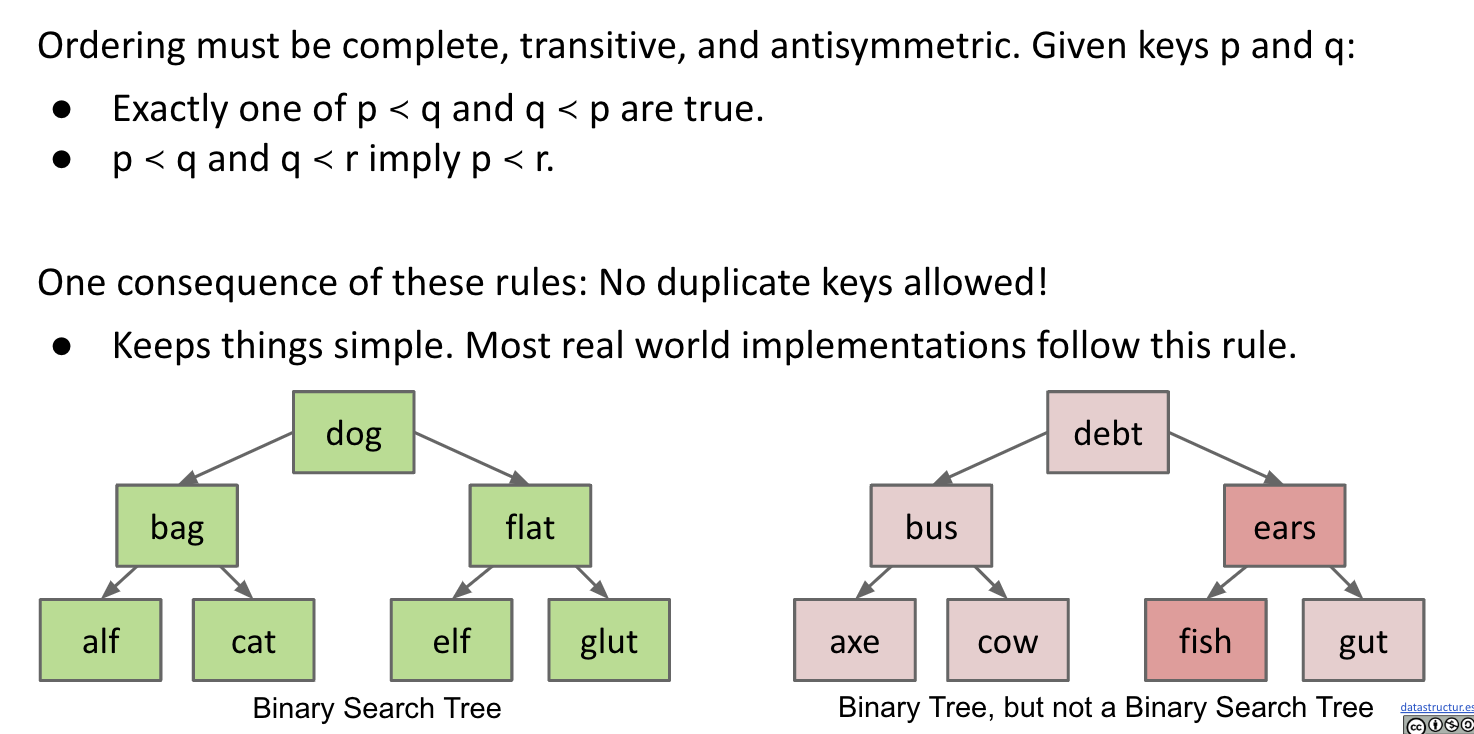 Ordering must be complete, transitive, and antisymmetric. Given keys p and q:
● Exactly one of p ≺ q and q ≺ p are true.
● p ≺ q and q ≺ r imply p ≺ r.
One consequence of these rules: No duplicate keys allowed!
● Keeps things simple. Most real world implementations follow this rule.
dog
bag
flat
alf
cat
elf
glut
Binary Search Tree
debt
bus
ears
axe
cow
fish
gut
Binary Tree, but not a Binary Search Tree
datastructur.es
cc